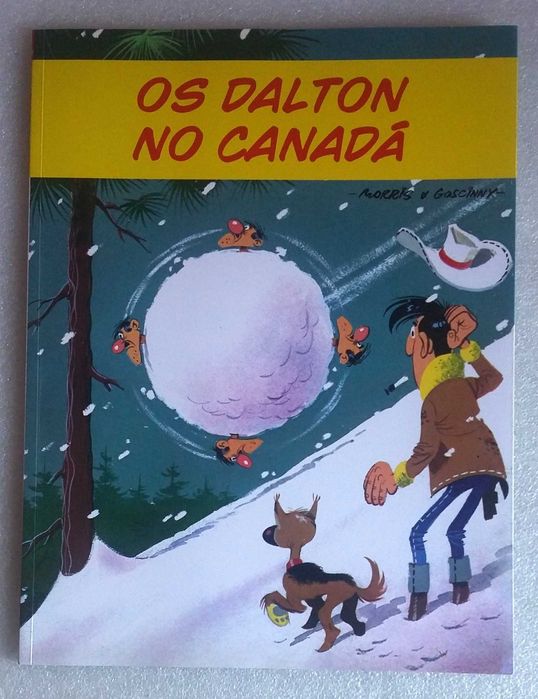 OS DALTON
NO CANADÁ
- MORRIS & GOSCINNY -